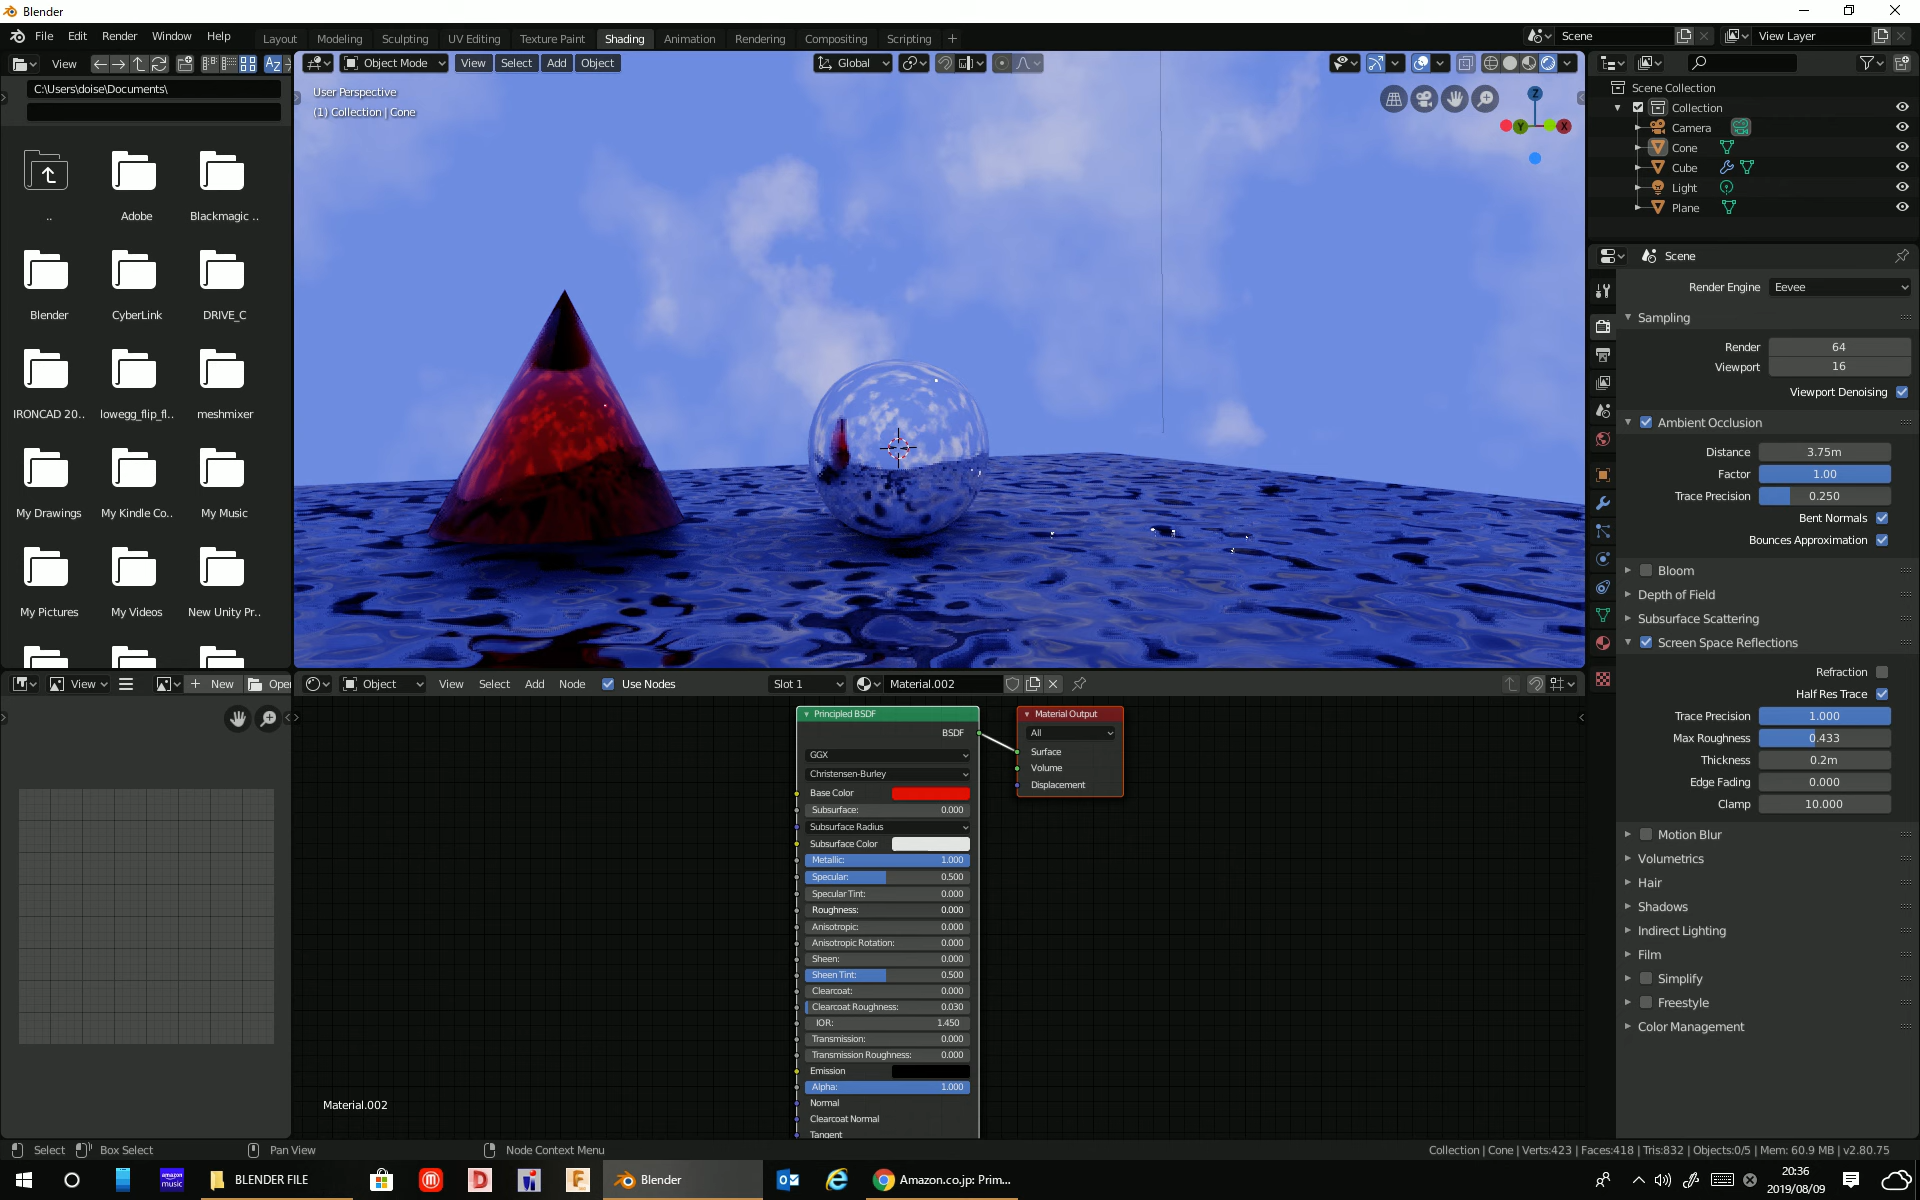 Blender
File Edit Render Window Help
Layout Modeling Sculpting UV Editing Texture Paint Shading Animation Rendering Compositing Scripting +
Scene
View Layer
View
C:\Users\doise\Documents\
Object Mode View Select Add Object
Global
User Perspective
(1) Collection | Cone
Z
Y
X
..
Adobe
Blackmagic ..
Blender
CyberLink
DRIVE_C
IRONCAD 20..
lowegg_flip_fl..
meshmixer
My Drawings
My Kindle Co..
My Music
My Pictures
My Videos
New Unity Pr..
Scene Collection
Collection
Camera
Cone
Cube
Light
Plane
Scene
Render Engine Eevee
Sampling
Render 64
Viewport 16
Viewport Denoising
Ambient Occlusion
Distance 3.75m
Factor 1.00
Trace Precision 0.250
Bent Normals
Bounces Approximation
Bloom
Depth of Field
Subsurface Scattering
Screen Space Reflections
Refraction
Half Res Trace
Trace Precision 1.000
Max Roughness 0.433
Thickness 0.2m
Edge Fading 0.000
Clamp 10.000
Motion Blur
Volumetrics
Hair
Shadows
Indirect Lighting
Film
Simplify
Freestyle
Color Management
View + New Open
Object View Select Add Node Use Nodes Slot 1 Material.002
Principled BSDF
BSDF
GGX
Christensen-Burley
Base Color
Subsurface: 0.000
Subsurface Radius
Subsurface Color
Metallic: 1.000
Specular: 0.500
Specular Tint: 0.000
Roughness: 0.000
Anisotropic: 0.000
Anisotropic Rotation: 0.000
Sheen: 0.000
Sheen Tint: 0.500
Clearcoat: 0.000
Clearcoat Roughness: 0.030
IOR: 1.450
Transmission: 0.000
Transmission Roughness: 0.000
Emission
Alpha: 1.000
Normal
Clearcoat Normal
Tangent
Material Output
All
Surface
Volume
Displacement
Material.002
Select Box Select Pan View Node Context Menu
Collection | Cone | Verts:423 | Faces:418 | Tris:832 | Objects:0/5 | Mem: 60.9 MB | v2.80.75
amazon music
BLENDER FILE
Blender
Amazon.co.jp: Prim...
20:36
2019/08/09